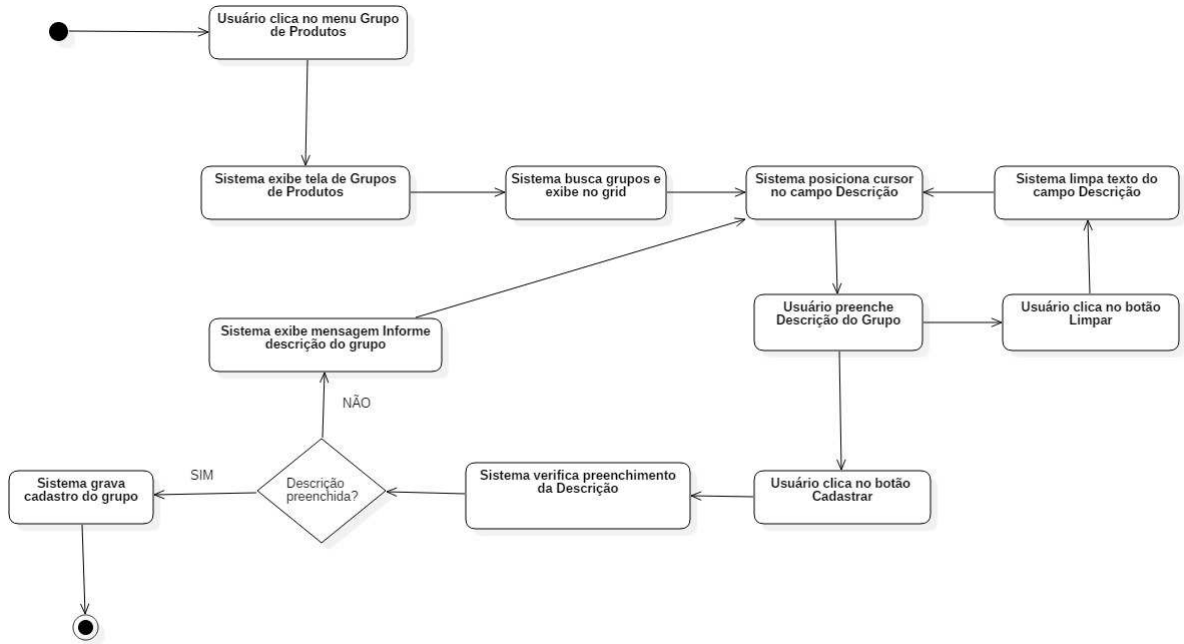 Usuário clica no menu Grupo
de Produtos
Sistema exibe tela de Grupos
de Produtos
Sistema busca grupos e
exibe no grid
Sistema posiciona cursor
no campo Descrição
Sistema limpa texto do
campo Descrição
Usuário preenche
Descrição do Grupo
Usuário clica no botão
Limpar
Sistema exibe mensagem Informe
descrição do grupo
NÃO
Usuário clica no botão
Cadastrar
Sistema verifica preenchimento
da Descrição
Descrição
preenchida?
SIM
Sistema grava
cadastro do grupo